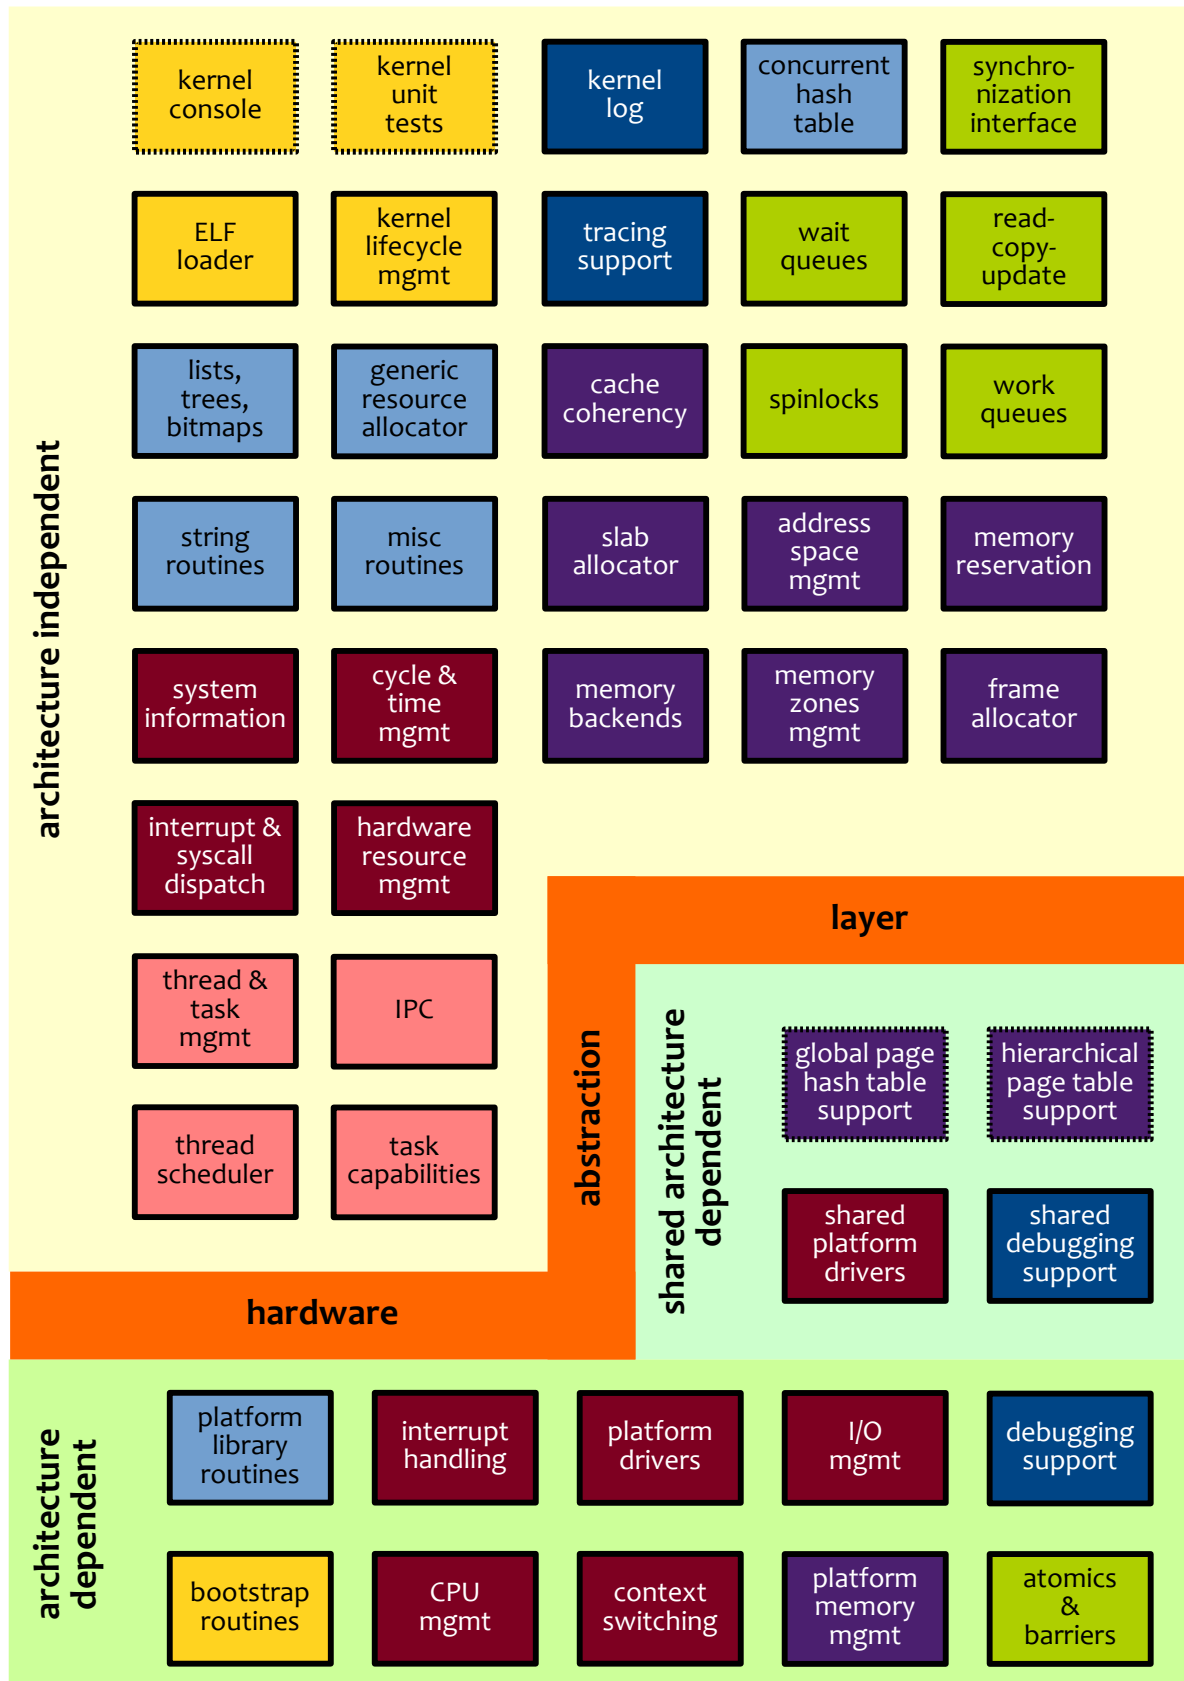 kernel
console
kernel
unit
tests
kernel
log
concurrent
hash
table
synchro-
nization
interface
ELF
loader
kernel
lifecycle
mgmt
tracing
support
wait
queues
read-
copy-
update
lists,
trees,
bitmaps
generic
resource
allocator
cache
coherency
spinlocks
work
queues
string
routines
misc
routines
slab
allocator
address
space
mgmt
memory
reservation
system
information
cycle &
time
mgmt
memory
backends
memory
zones
mgmt
frame
allocator
interrupt &
syscall
dispatch
hardware
resource
mgmt
thread &
task
mgmt
IPC
thread
scheduler
task
capabilities
architecture independent
hardware
abstraction
layer
shared architecture
dependent
global page
hash table
support
hierarchical
page table
support
shared
platform
drivers
shared
debugging
support
architecture
dependent
platform
library
routines
interrupt
handling
platform
drivers
I/O
mgmt
debugging
support
bootstrap
routines
CPU
mgmt
context
switching
platform
memory
mgmt
atomics
&
barriers